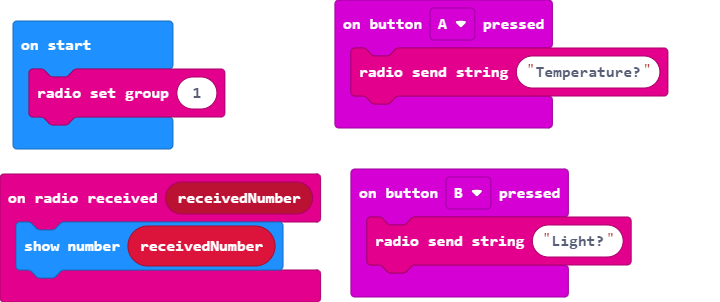 on start
radio set group 1
on button A pressed
radio send string "Temperature?"
on radio received receivedNumber
show number receivedNumber
on button B pressed
radio send string "Light?"